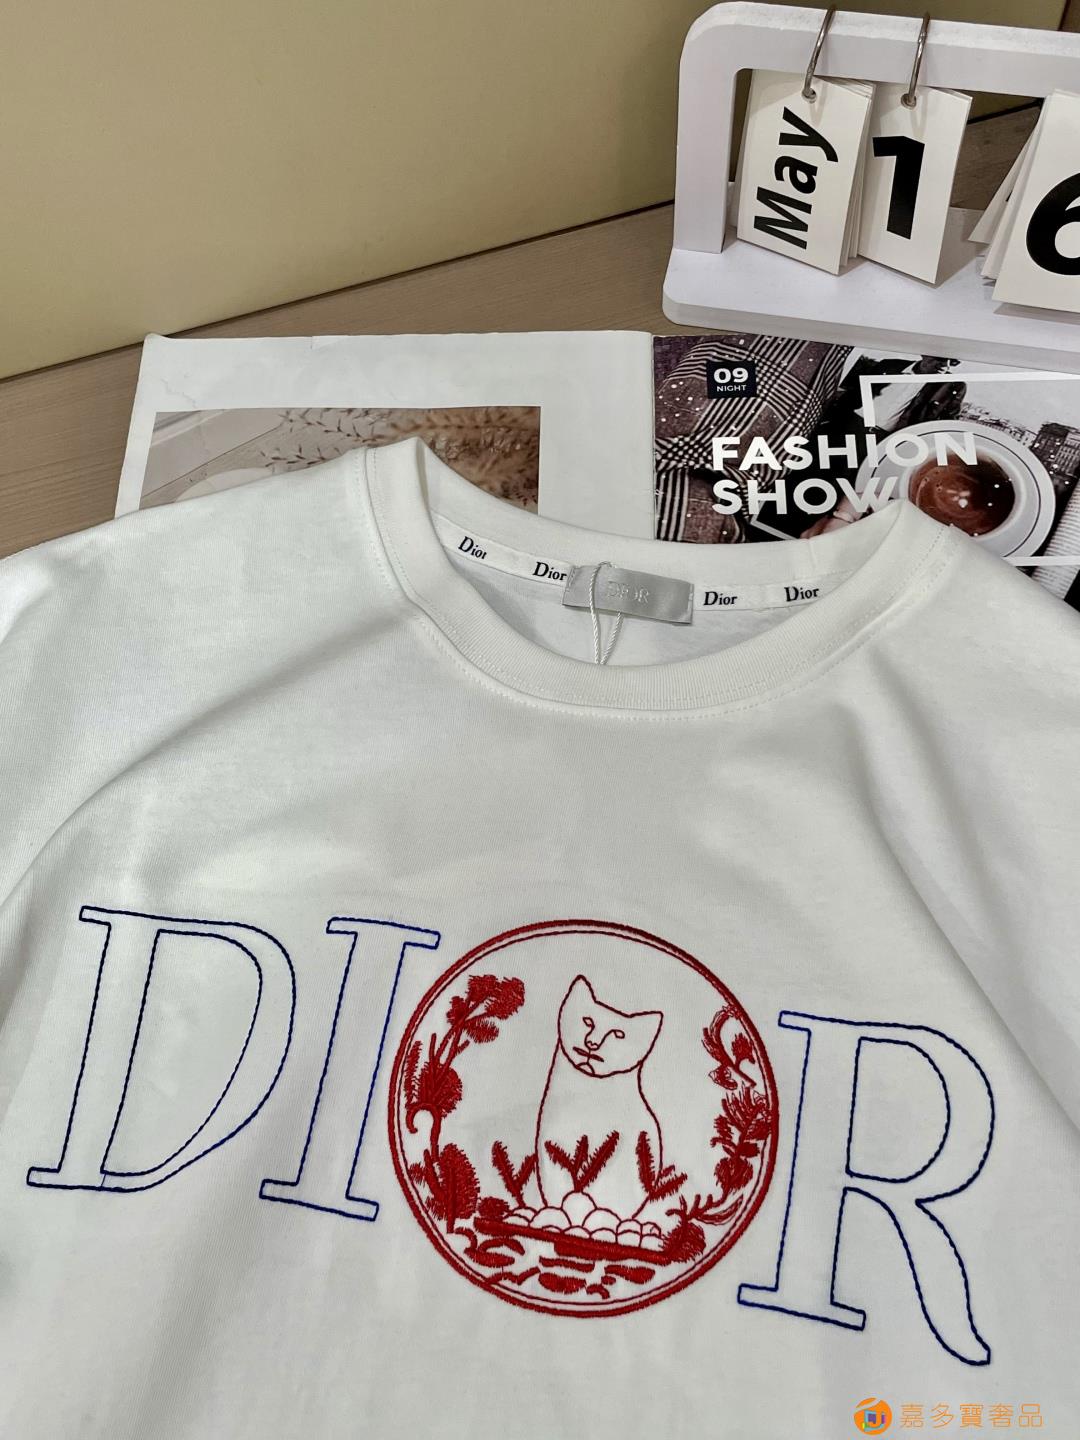 May 1 6
09
NIGHT
FASHION
SHOW
Dior Dior DIOR Dior Dior
DIOR
嘉多寶奢品